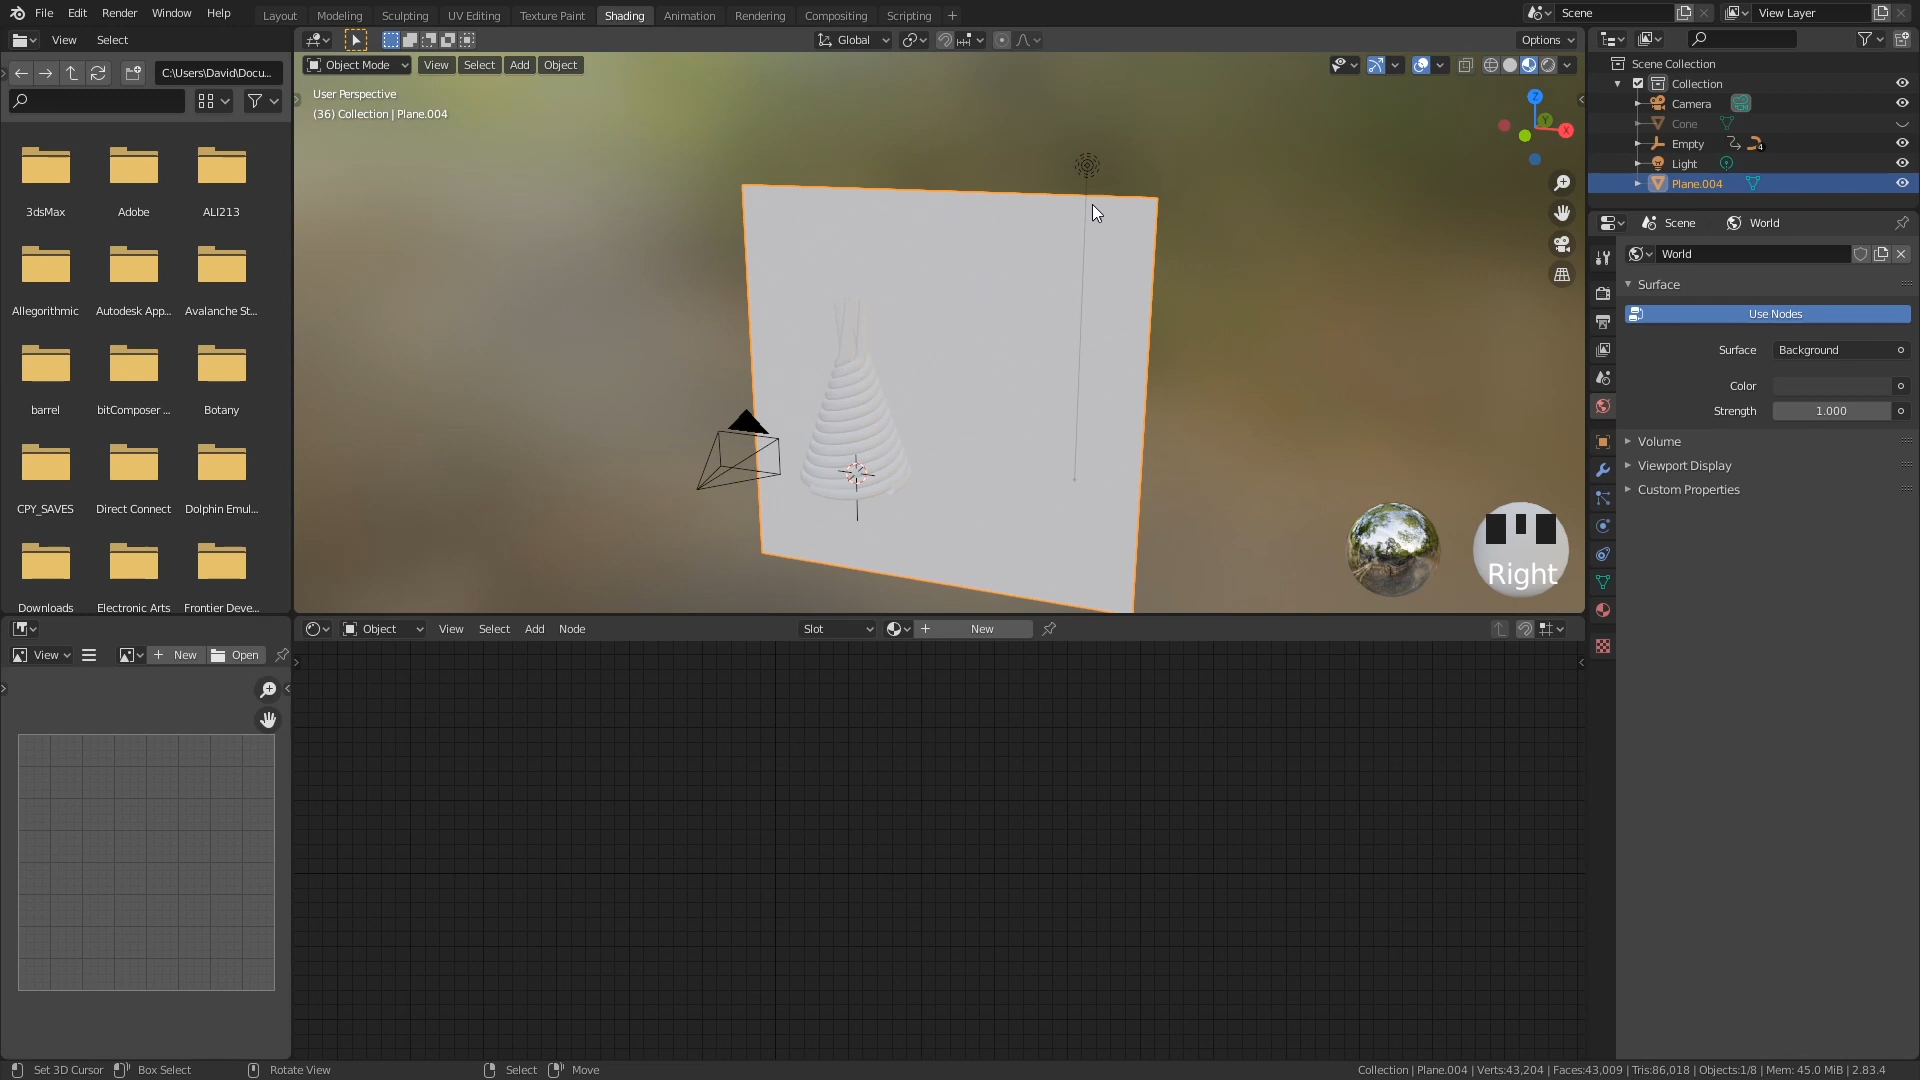 File Edit Render Window Help
Layout Modeling Sculpting UV Editing Texture Paint Shading Animation Rendering Compositing Scripting +
Scene
View Layer
View Select
Global
Options
C:\Users\David\Docu...
Object Mode View Select Add Object
User Perspective
(36) Collection | Plane.004
Z
Y
X
3dsMax Adobe ALI213
Allegorithmic Autodesk App... Avalanche St...
barrel bitComposer ... Botany
CPY_SAVES Direct Connect Dolphin Emul...
Downloads Electronic Arts Frontier Deve...
Right
Scene Collection
Collection
Camera
Cone
Empty
4
Light
Plane.004
Scene World
World
Surface
Use Nodes
Surface Background
Color
Strength 1.000
Volume
Viewport Display
Custom Properties
Object View Select Add Node Slot + New
View + New Open
Set 3D Cursor Box Select Rotate View Select Move
Collection | Plane.004 | Verts:43,204 | Faces:43,009 | Tris:86,018 | Objects:1/8 | Mem: 45.0 MiB | 2.83.4